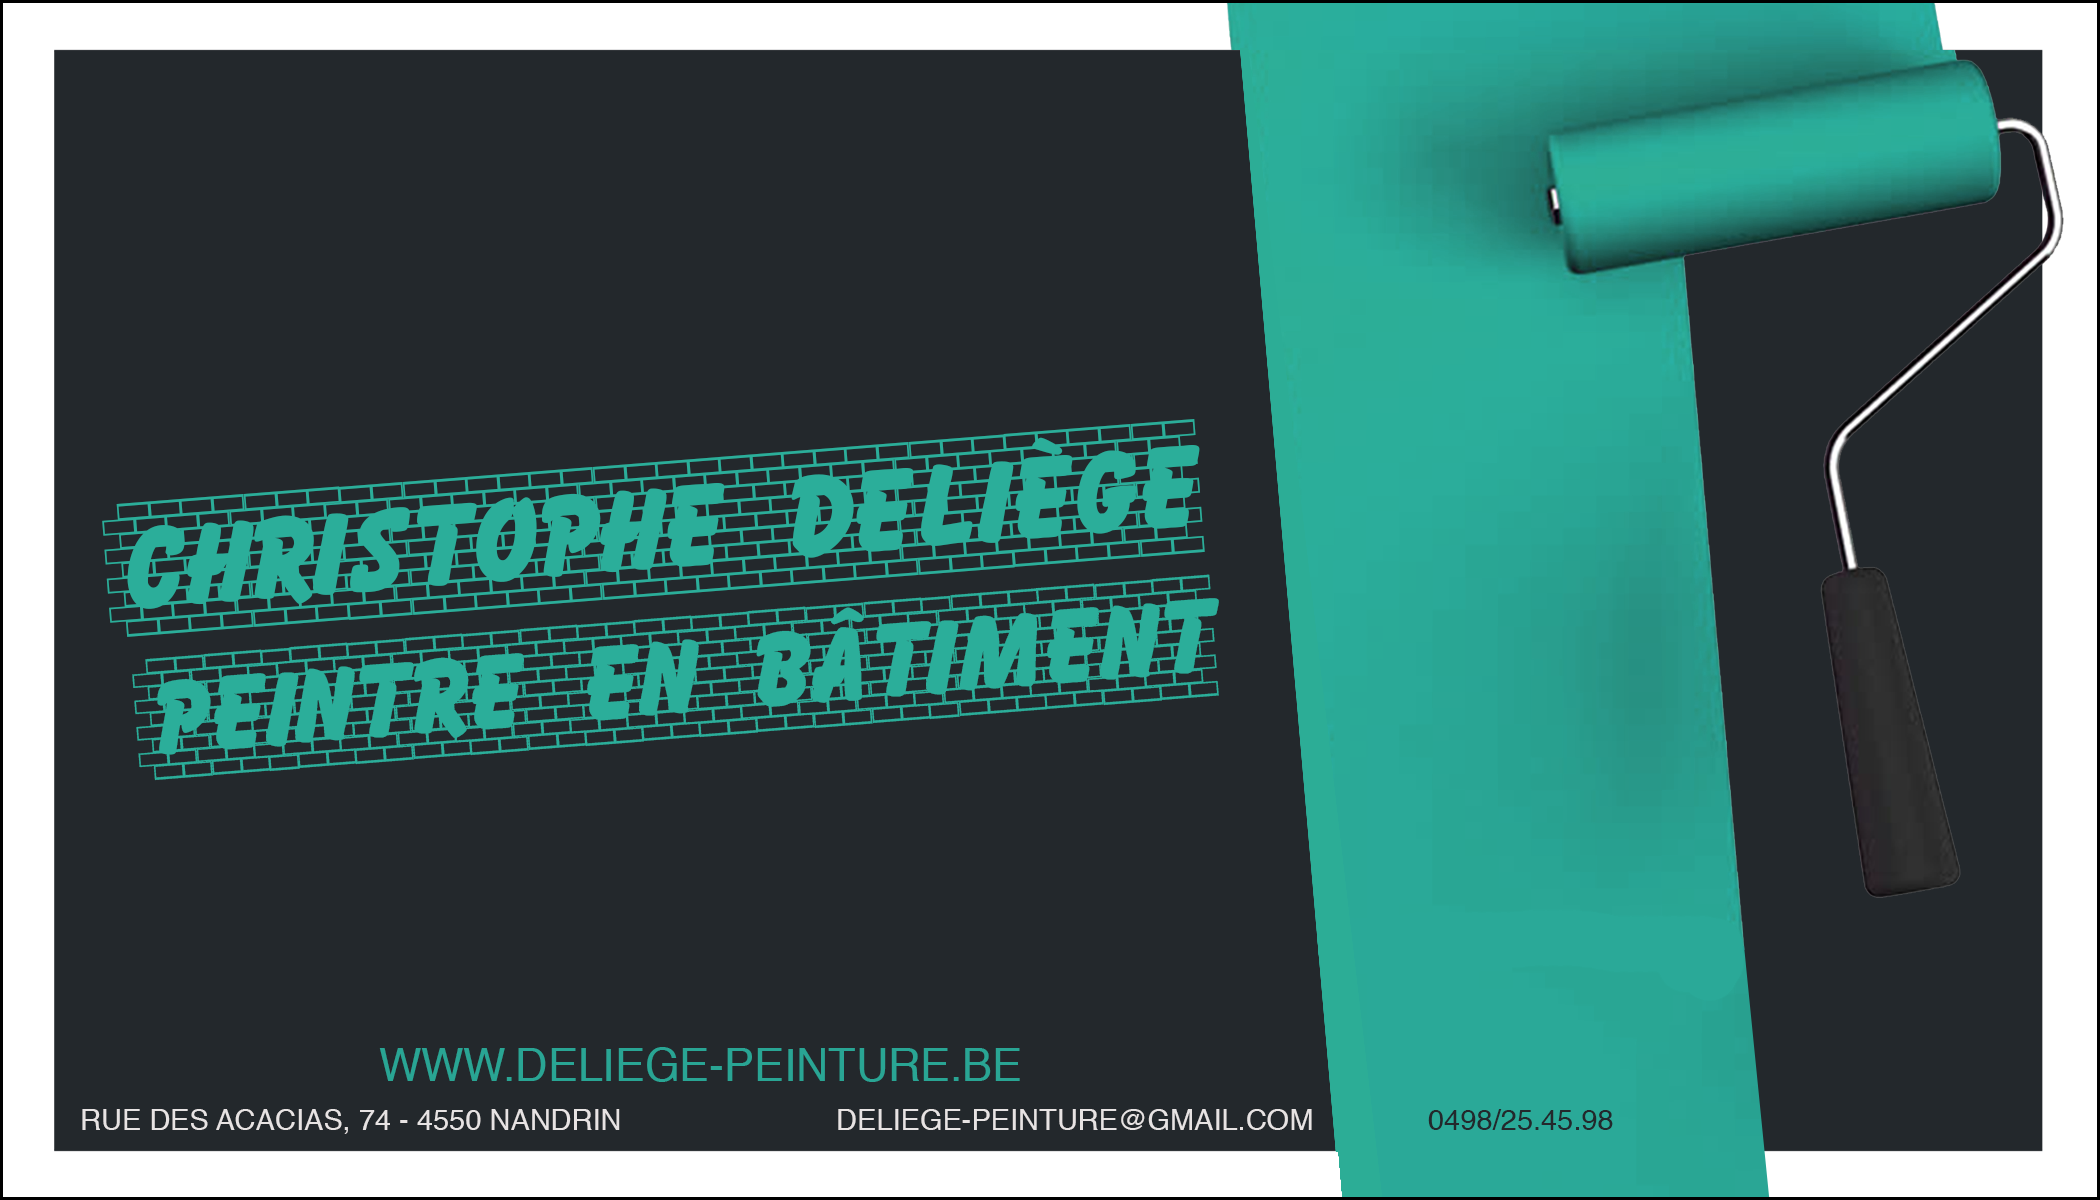 CHRISTOPHE DELIÈGE
PEINTRE EN BÂTIMENT
WWW.DELIEGE-PEINTURE.BE
RUE DES ACACIAS, 74 - 4550 NANDRIN DELIEGE-PEINTURE@GMAIL.COM 0498/25.45.98